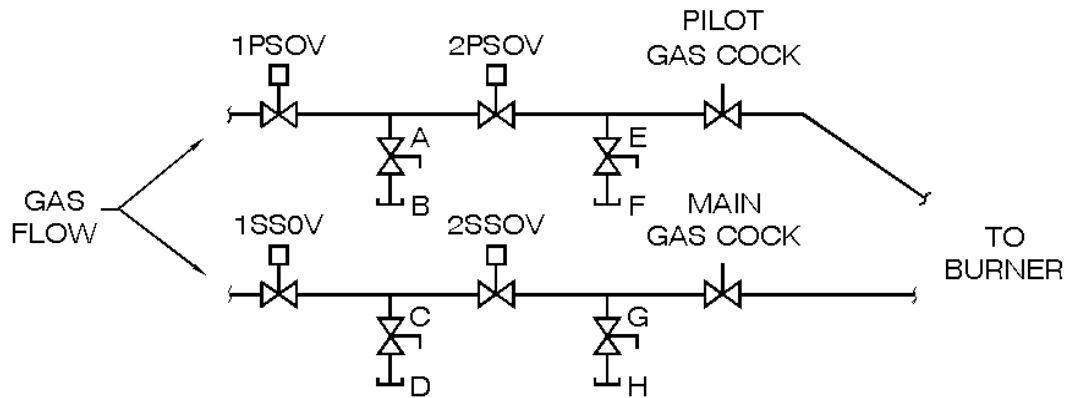 PILOT
GAS COCK
1PSOV
2PSOV
A
E
B
F
GAS
FLOW
1SS0V
2SSOV
MAIN
GAS COCK
TO
BURNER
C
G
D
H